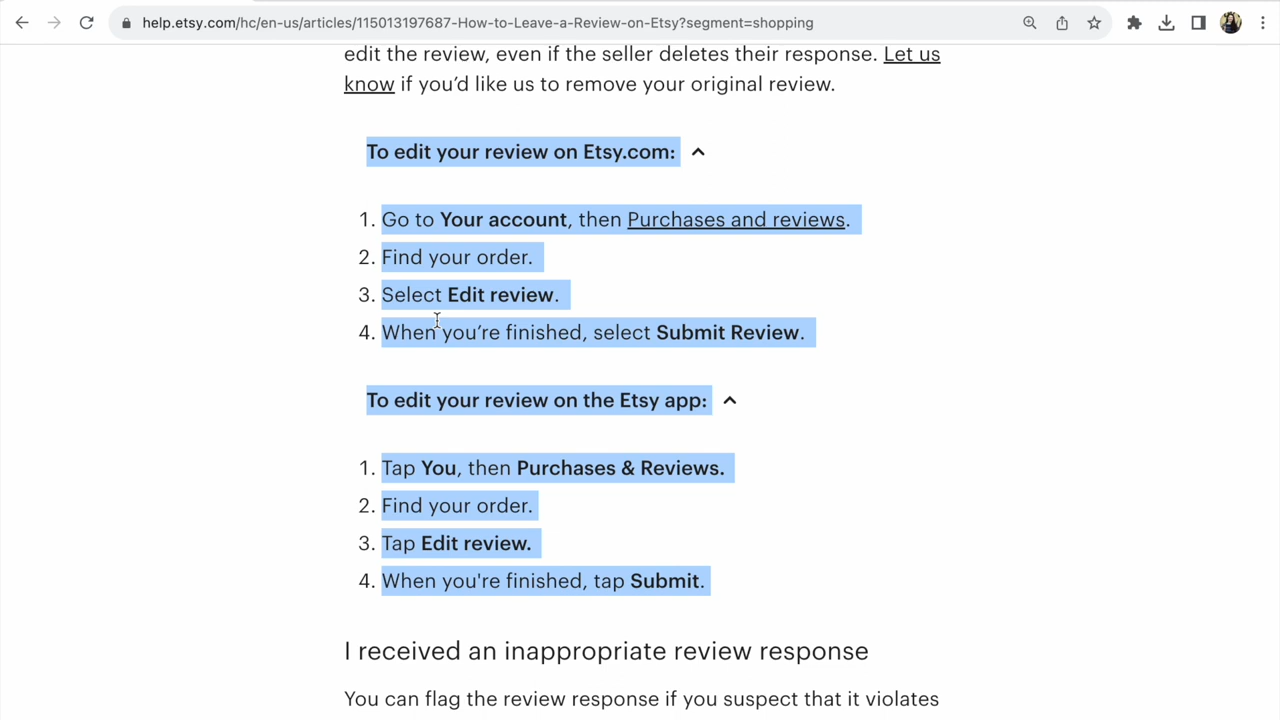 help.etsy.com/hc/en-us/articles/115013197687-How-to-Leave-a-Review-on-Etsy?segment=shopping
edit the review, even if the seller deletes their response. Let us
know if you’d like us to remove your original review.
To edit your review on Etsy.com:
1. Go to Your account, then Purchases and reviews.
2. Find your order.
3. Select Edit review.
4. When you’re finished, select Submit Review.
To edit your review on the Etsy app:
1. Tap You, then Purchases & Reviews.
2. Find your order.
3. Tap Edit review.
4. When you're finished, tap Submit.
I received an inappropriate review response
You can flag the review response if you suspect that it violates